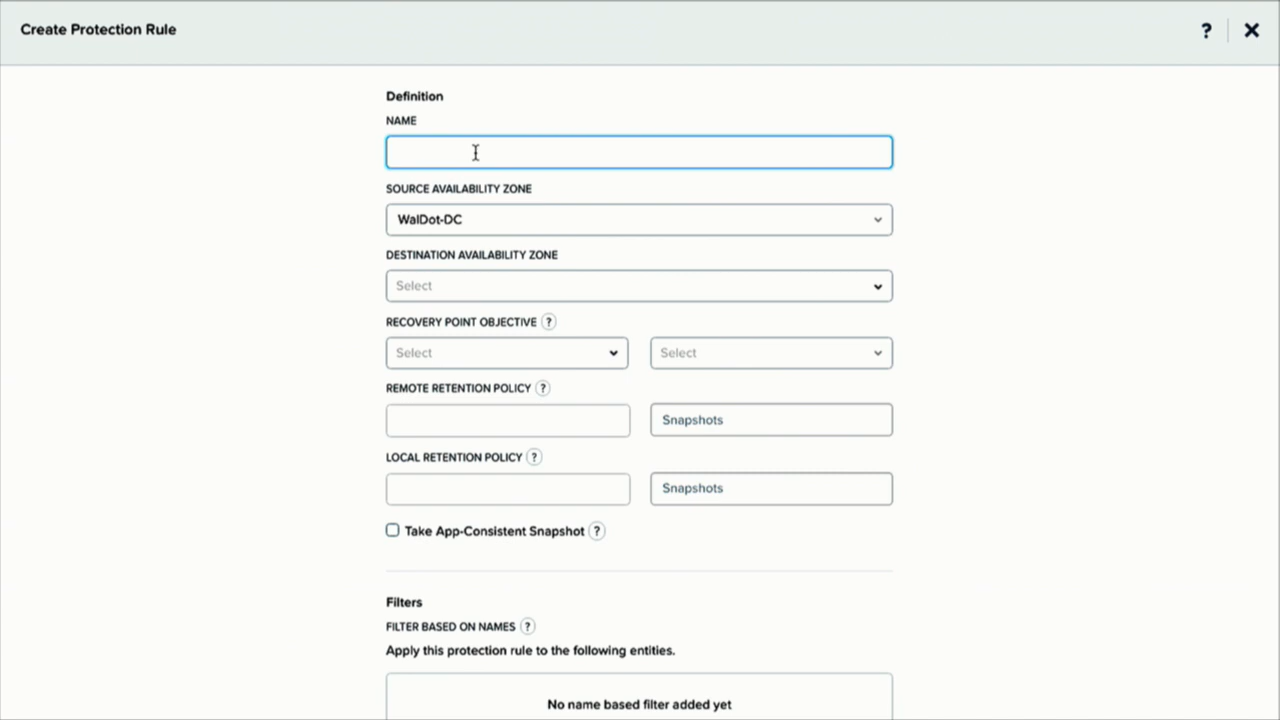 Create Protection Rule
?
Definition
NAME
SOURCE AVAILABILITY ZONE
WalDot-DC
DESTINATION AVAILABILITY ZONE
Select
RECOVERY POINT OBJECTIVE ?
Select Select
REMOTE RETENTION POLICY ?
Snapshots
LOCAL RETENTION POLICY ?
Snapshots
Take App-Consistent Snapshot ?
Filters
FILTER BASED ON NAMES ?
Apply this protection rule to the following entities.
No name based filter added yet